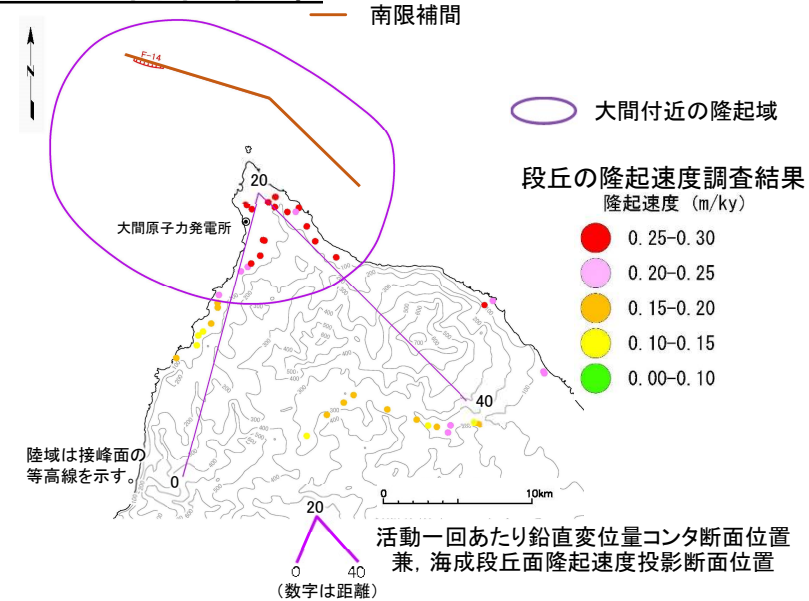 南限補間
F-14
N
大間付近の隆起域
20
段丘の隆起速度調査結果
隆起速度 (m/ky)
大間原子力発電所
0.25-0.30
0.20-0.25
0.15-0.20
0.10-0.15
0.00-0.10
40
陸域は接峰面の
等高線を示す。
0
10km
0
20
活動一回あたり鉛直変位量コンタ断面位置
兼，海成段丘面隆起速度投影断面位置
0
40
(数字は距離)